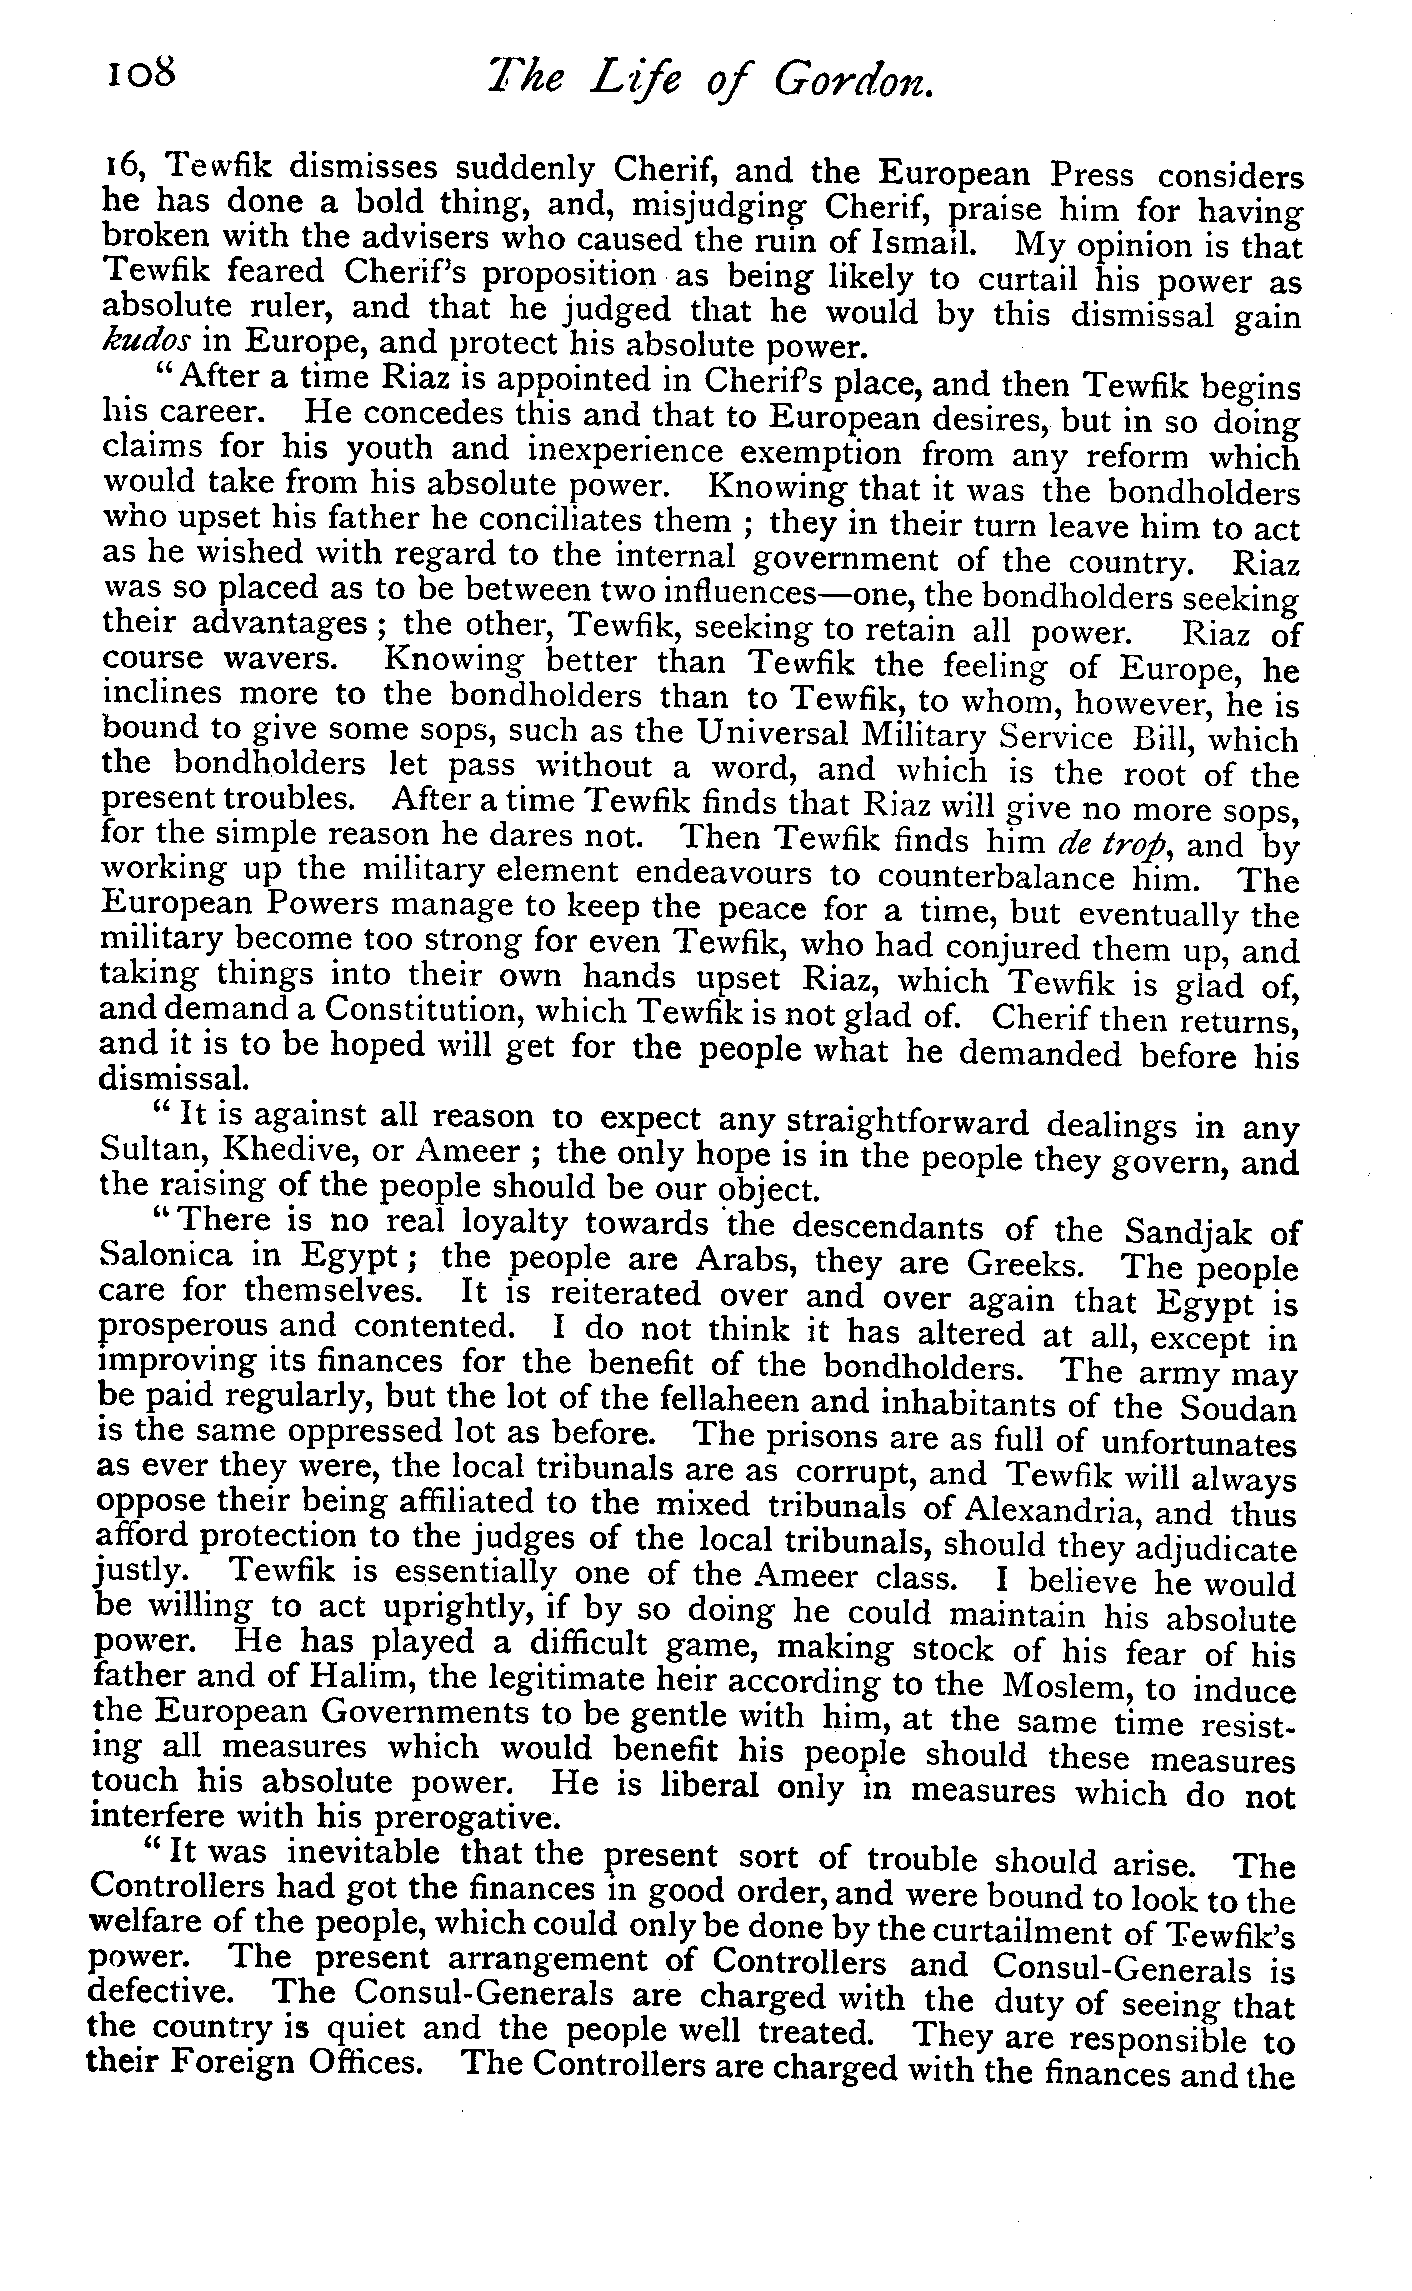 108 The Life of Gordon.
16, Tewfik dismisses suddenly Cherif, and the European Press considers
he has done a bold thing, and, misjudging Cherif, praise him for having
broken with the advisers who caused the ruin of Ismail. My opinion is that
Tewfik feared Cherif's proposition as being likely to curtail his power as
absolute ruler, and that he judged that he would by this dismissal gain
kudos in Europe, and protect his absolute power.
"After a time Riaz is appointed in Cherif's place, and then Tewfik begins
his career. He concedes this and that to European desires, but in so doing
claims for his youth and inexperience exemption from any reform which
would take from his absolute power. Knowing that it was the bondholders
who upset his father he conciliates them ; they in their turn leave him to act
as he wished with regard to the internal government of the country. Riaz
was so placed as to be between two influences—one, the bondholders seeking
their advantages ; the other, Tewfik, seeking to retain all power. Riaz of
course wavers. Knowing better than Tewfik the feeling of Europe, he
inclines more to the bondholders than to Tewfik, to whom, however, he is
bound to give some sops, such as the Universal Military Service Bill, which
the bondholders let pass without a word, and which is the root of the
present troubles. After a time Tewfik finds that Riaz will give no more sops,
for the simple reason he dares not. Then Tewfik finds him de trop, and by
working up the military element endeavours to counterbalance him. The
European Powers manage to keep the peace for a time, but eventually the
military become too strong for even Tewfik, who had conjured them up, and
taking things into their own hands upset Riaz, which Tewfik is glad of,
and demand a Constitution, which Tewfik is not glad of. Cherif then returns,
and it is to be hoped will get for the people what he demanded before his
dismissal.
"It is against all reason to expect any straightforward dealings in any
Sultan, Khedive, or Ameer ; the only hope is in the people they govern, and
the raising of the people should be our object.
"There is no real loyalty towards the descendants of the Sandjak of
Salonica in Egypt ; the people are Arabs, they are Greeks. The people
care for themselves. It is reiterated over and over again that Egypt is
prosperous and contented. I do not think it has altered at all, except in
improving its finances for the benefit of the bondholders. The army may
be paid regularly, but the lot of the fellaheen and inhabitants of the Soudan
is the same oppressed lot as before. The prisons are as full of unfortunates
as ever they were, the local tribunals are as corrupt, and Tewfik will always
oppose their being affiliated to the mixed tribunals of Alexandria, and thus
afford protection to the judges of the local tribunals, should they adjudicate
justly. Tewfik is essentially one of the Ameer class. I believe he would
be willing to act uprightly, if by so doing he could maintain his absolute
power. He has played a difficult game, making stock of his fear of his
father and of Halim, the legitimate heir according to the Moslem, to induce
the European Governments to be gentle with him, at the same time resist-
ing all measures which would benefit his people should these measures
touch his absolute power. He is liberal only in measures which do not
interfere with his prerogative.
"It was inevitable that the present sort of trouble should arise. The
Controllers had got the finances in good order, and were bound to look to the
welfare of the people, which could only be done by the curtailment of Tewfik's
power. The present arrangement of Controllers and Consul-Generals is
defective. The Consul-Generals are charged with the duty of seeing that
the country is quiet and the people well treated. They are responsible to
their Foreign Offices. The Controllers are charged with the finances and the